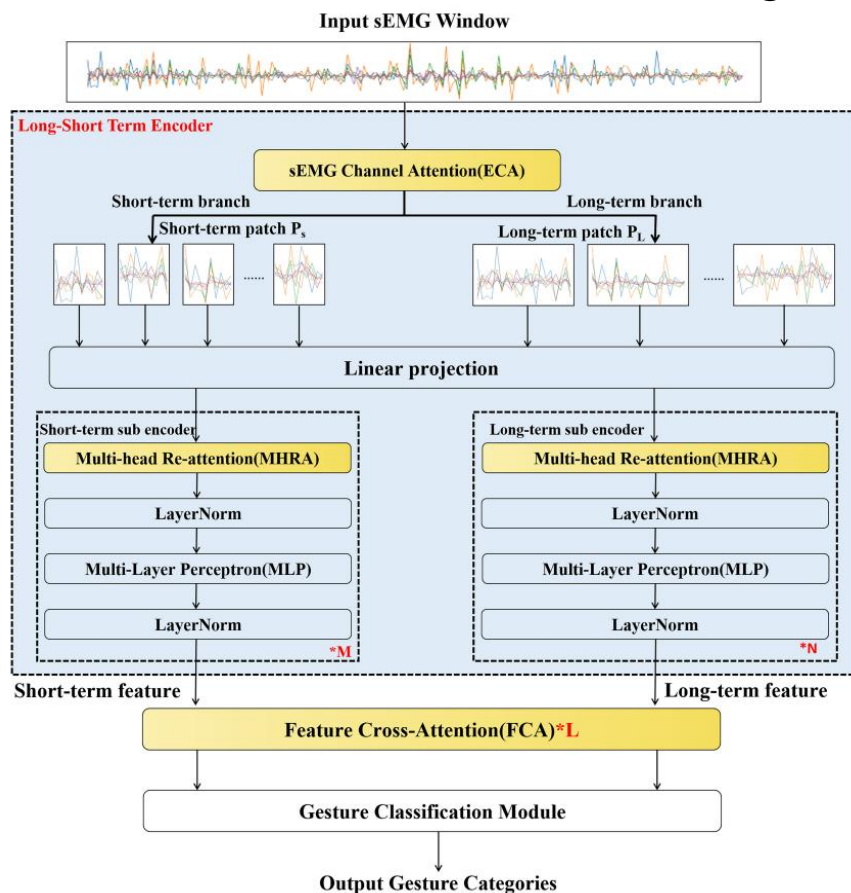 Input sEMG Window
Long-Short Term Encoder
sEMG Channel Attention(ECA)
Short-term branch
Long-term branch
Short-term patch Ps
Long-term patch PL
......
......
Linear projection
Short-term sub encoder
Multi-head Re-attention(MHRA)
LayerNorm
Multi-Layer Perceptron(MLP)
LayerNorm
*M
Long-term sub encoder
Multi-head Re-attention(MHRA)
LayerNorm
Multi-Layer Perceptron(MLP)
LayerNorm
*N
Short-term feature
Long-term feature
Feature Cross-Attention(FCA)*L
Gesture Classification Module
Output Gesture Categories